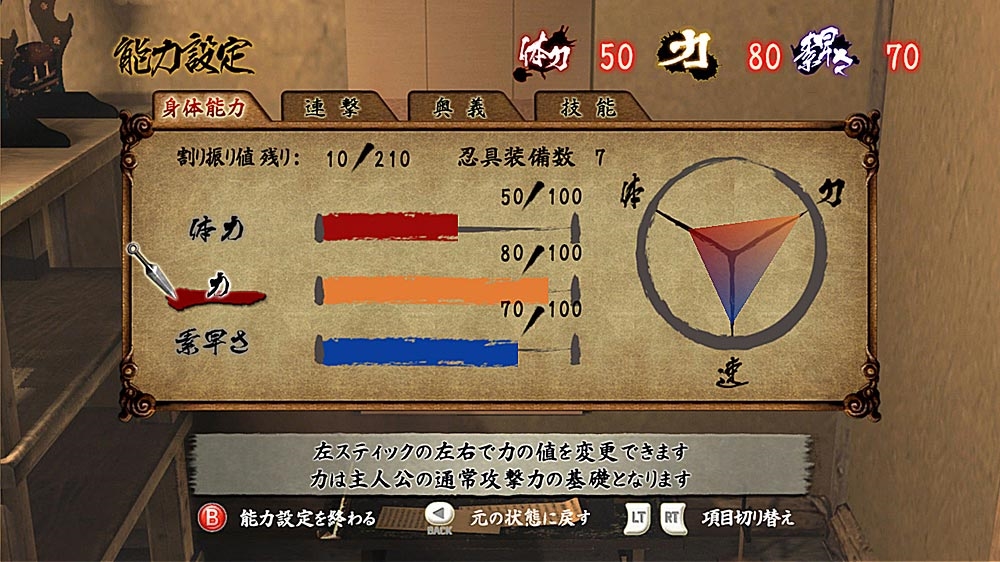 能力設定 体力 50 力 80 素早さ 70
身体能力 連撃 奥義 技能
割り振り値 残り: 10/210 忍具装備数 7
50/100
体力
80/100
力
70/100
素早さ
体 力
速
左スティックの左右で力の値を変更できます
力は主人公の通常攻撃力の基礎となります
B 能力設定を終わる BACK 元の状態に戻す LT RT 項目切り替え